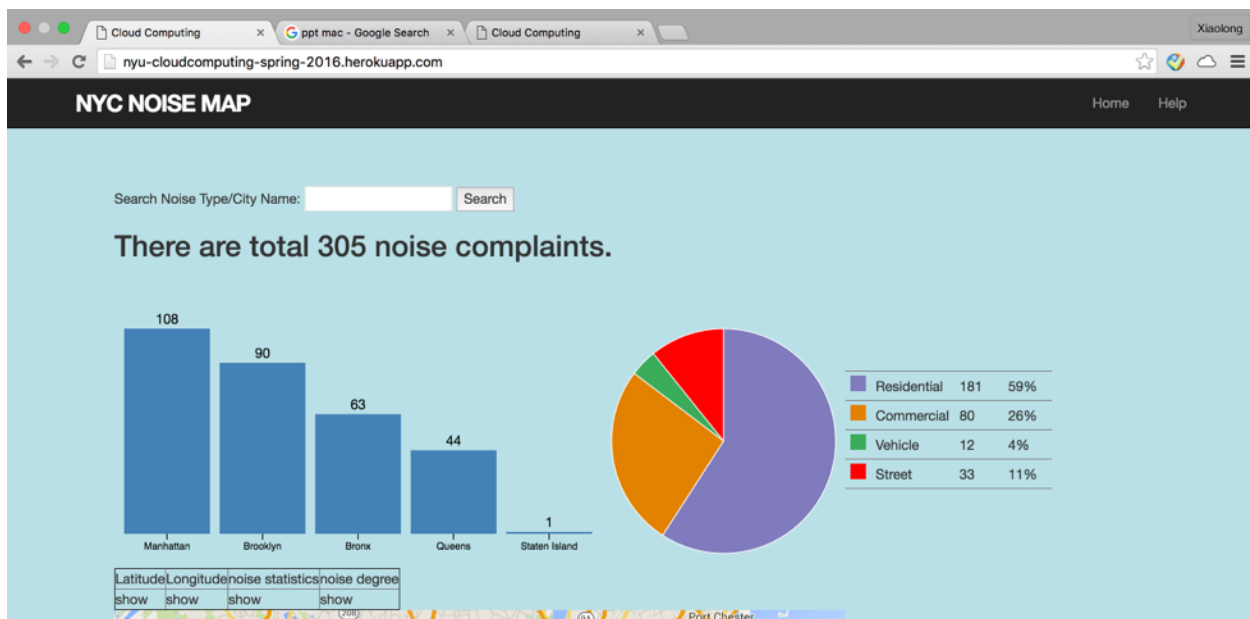 Cloud Computing
ppt mac - Google Search
Cloud Computing
Xiaolong
nyu-cloudcomputing-spring-2016.herokuapp.com
NYC NOISE MAP
Home Help
Search Noise Type/City Name: Search
There are total 305 noise complaints.
108
90
63
44
1
Manhattan Brooklyn Bronx Queens Staten Island
Residential 181 59%
Commercial 80 26%
Vehicle 12 4%
Street 33 11%
Latitude Longitude noise statistics noise degree
show show show show
208
9A
Port Chester